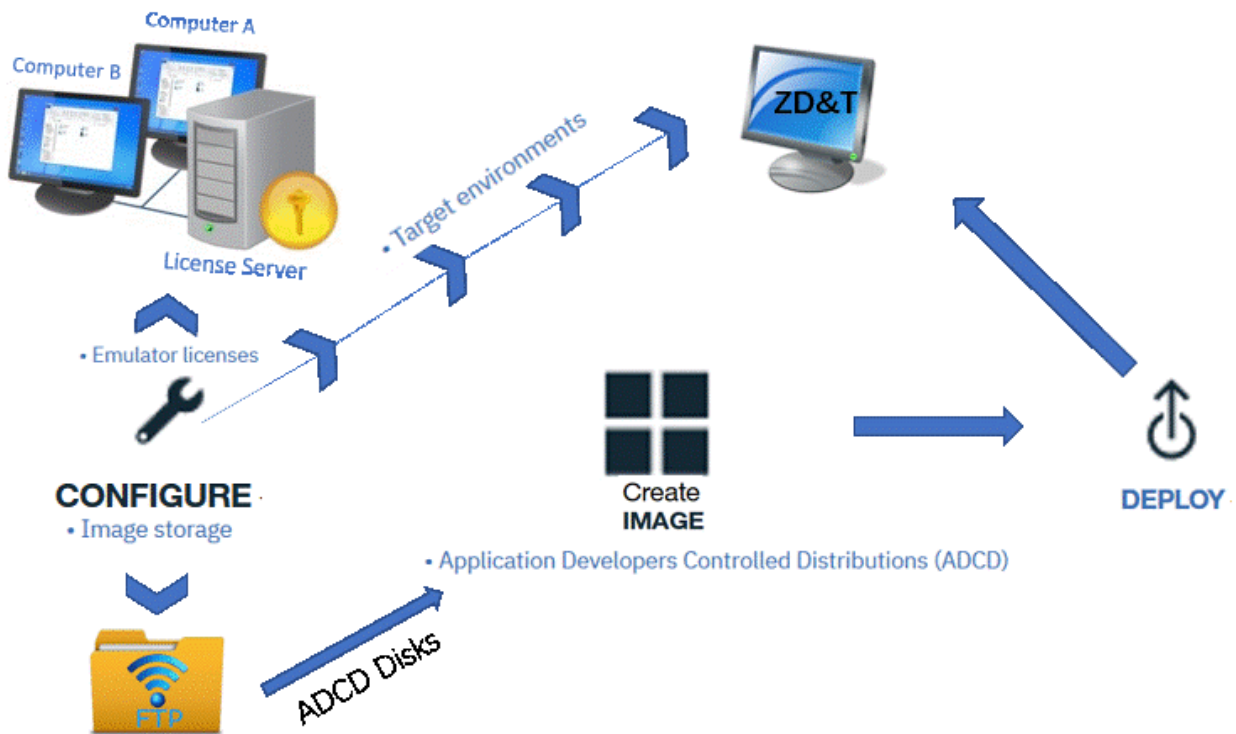 Computer A
Computer B
License Server
• Emulator licenses
• Target environments
ZD&T
CONFIGURE
• Image storage
Create
IMAGE
• Application Developers Controlled Distributions (ADCD)
DEPLOY
ADCD Disks
FTP